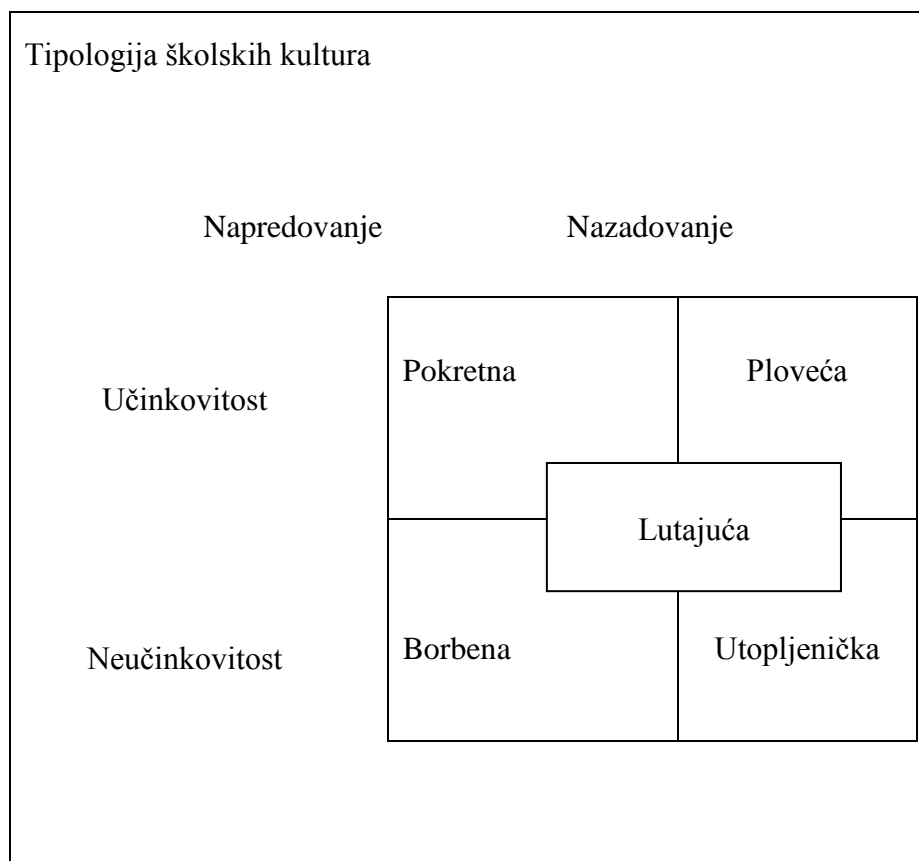 Tipologija školskih kultura
Napredovanje Nazadovanje
Učinkovitost Pokretna Ploveća
Lutajuća
Neučinkovitost Borbena Utopljenička